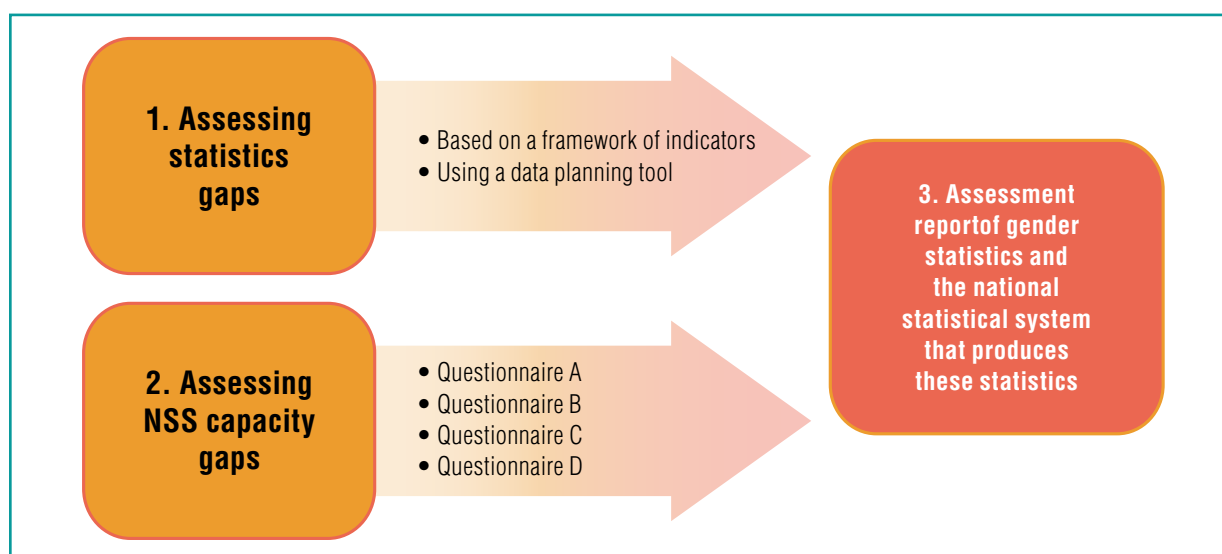 1. Assessing
statistics
gaps
• Based on a framework of indicators
• Using a data planning tool
2. Assessing
NSS capacity
gaps
• Questionnaire A
• Questionnaire B
• Questionnaire C
• Questionnaire D
3. Assessment
reportof gender
statistics and
the national
statistical system
that produces
these statistics